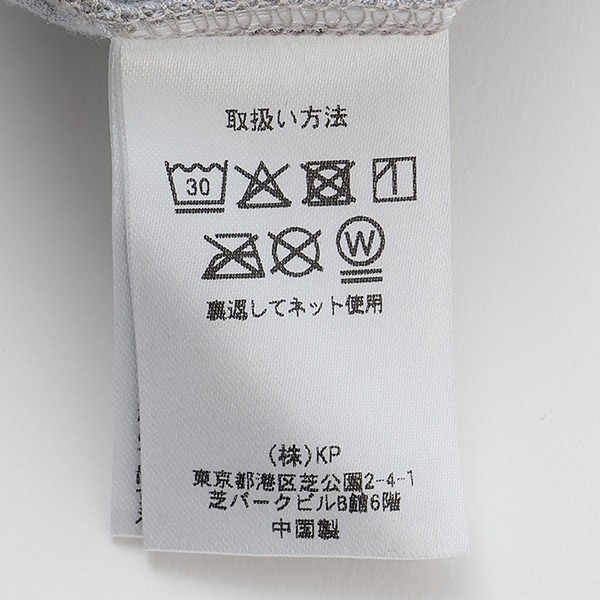 取扱い方法
30
W
裏返してネット使用
(株)KP
東京都港区芝公園2-4-1
芝パークビルB館6階
中国製